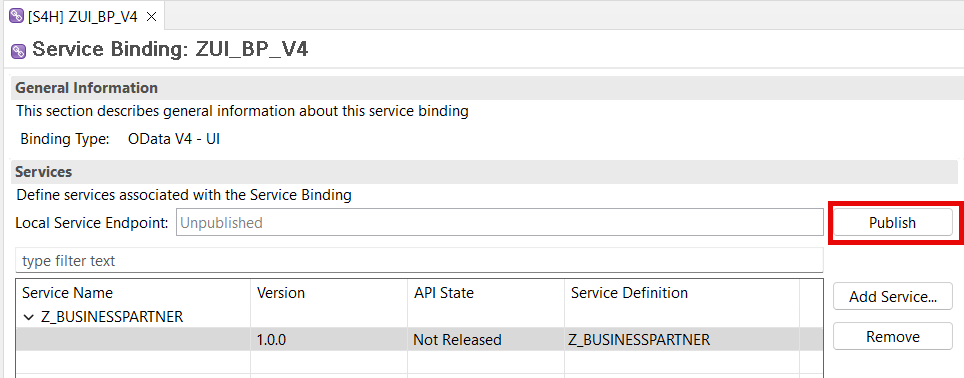 [S4H] ZUI_BP_V4
Service Binding: ZUI_BP_V4
General Information
This section describes general information about this service binding
Binding Type: OData V4 - UI
Services
Define services associated with the Service Binding
Local Service Endpoint: Unpublished Publish
type filter text
Service Name Version API State Service Definition
Add Service...
Z_BUSINESSPARTNER
1.0.0 Not Released Z_BUSINESSPARTNER
Remove